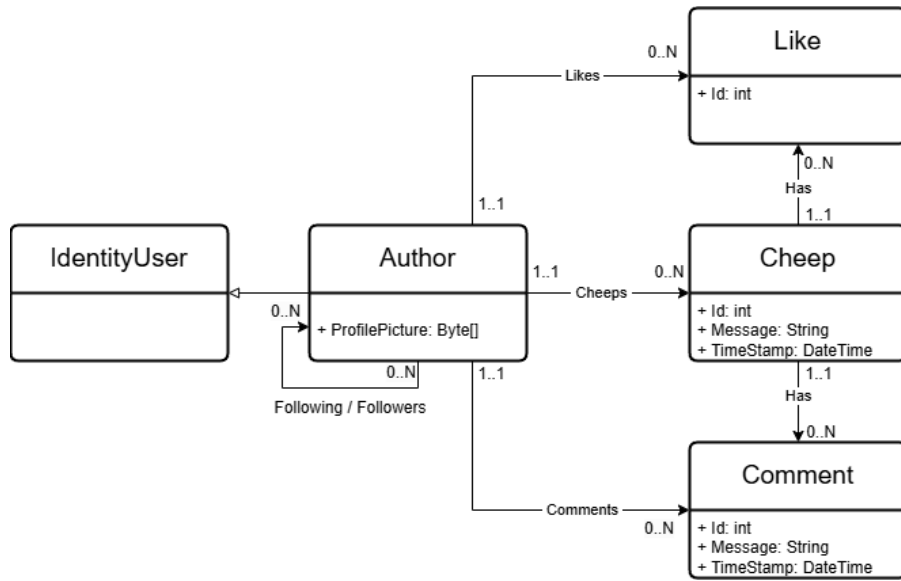 Like
+ Id: int
0..N
Likes
1..1
0..N
Has
1..1
IdentityUser
Author
+ ProfilePicture: Byte[]
0..N
0..N
Following / Followers
1..1
Cheeps
0..N
Cheep
+ Id: int
+ Message: String
+ TimeStamp: DateTime
1..1
1..1
Has
0..N
Comments
0..N
Comment
+ Id: int
+ Message: String
+ TimeStamp: DateTime